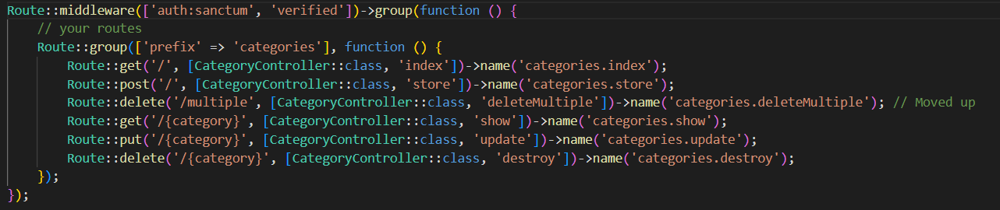 Route::middleware(['auth:sanctum', 'verified'])->group(function () {
    // your routes
    Route::group(['prefix' => 'categories'], function () {
        Route::get('/', [CategoryController::class, 'index'])->name('categories.index');
        Route::post('/', [CategoryController::class, 'store'])->name('categories.store');
        Route::delete('/multiple', [CategoryController::class, 'deleteMultiple'])->name('categories.deleteMultiple'); // Moved up
        Route::get('/{category}', [CategoryController::class, 'show'])->name('categories.show');
        Route::put('/{category}', [CategoryController::class, 'update'])->name('categories.update');
        Route::delete('/{category}', [CategoryController::class, 'destroy'])->name('categories.destroy');
    });
});